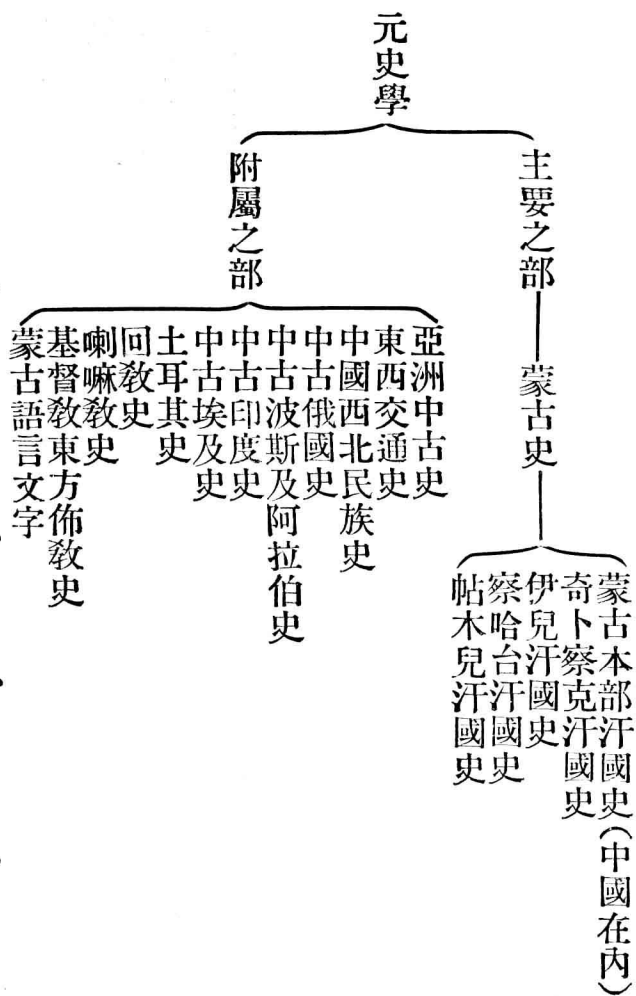 元史學
主要之部
蒙古史
蒙古本部汗國史(中國在內)
奇卜察克汗國史
伊兒汗國史
察哈台汗國史
帖木兒汗國史
附屬之部
亞洲中古史
東西交通史
中國西北民族史
中古俄國史
中古波斯及阿拉伯史
中古印度史
中古埃及史
土耳其史
回敎史
喇嘛敎史
基督敎東方佈敎史
蒙古語言文字